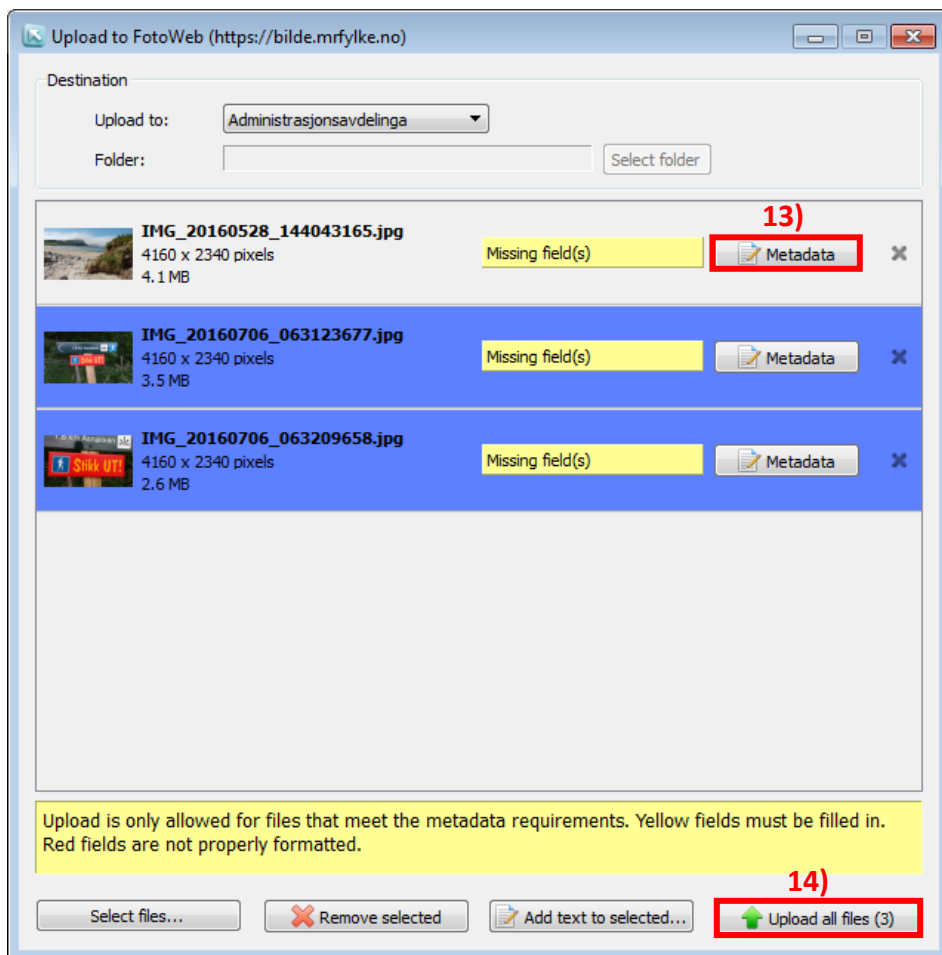 Upload to FotoWeb (https://bilde.mrfylke.no)
Destination
Upload to: Administrasjonsavdelinga
Folder: Select folder
13)
IMG_20160528_144043165.jpg
4160 x 2340 pixels
4.1 MB
Missing field(s)
Metadata
IMG_20160706_063123677.jpg
4160 x 2340 pixels
3.5 MB
Missing field(s)
Metadata
Stikk UT!
IMG_20160706_063209658.jpg
4160 x 2340 pixels
2.6 MB
Missing field(s)
Metadata
Upload is only allowed for files that meet the metadata requirements. Yellow fields must be filled in.
Red fields are not properly formatted.
14)
Select files...
Remove selected
Add text to selected...
Upload all files (3)